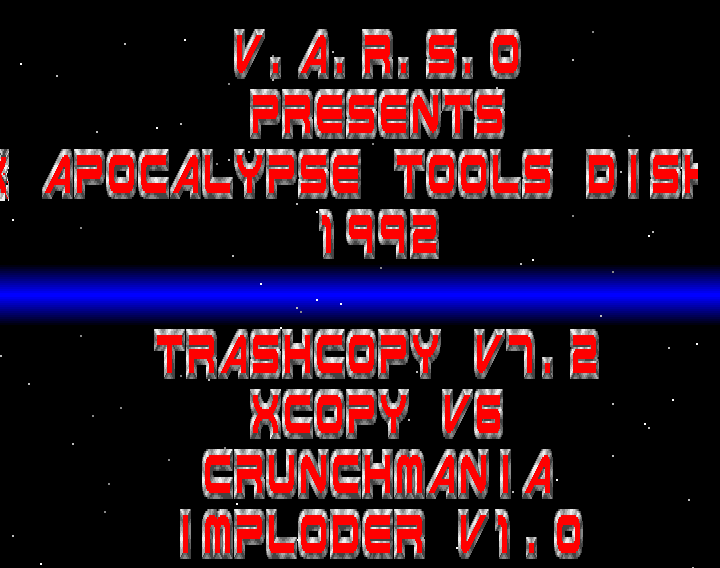 V.A.R.S.O
PRESENTS
APOCALYPSE TOOLS DISK
1992
TRASHCOPY V7.2
XCOPY V6
CRUNCHMANIA
IMPLODER V1.0